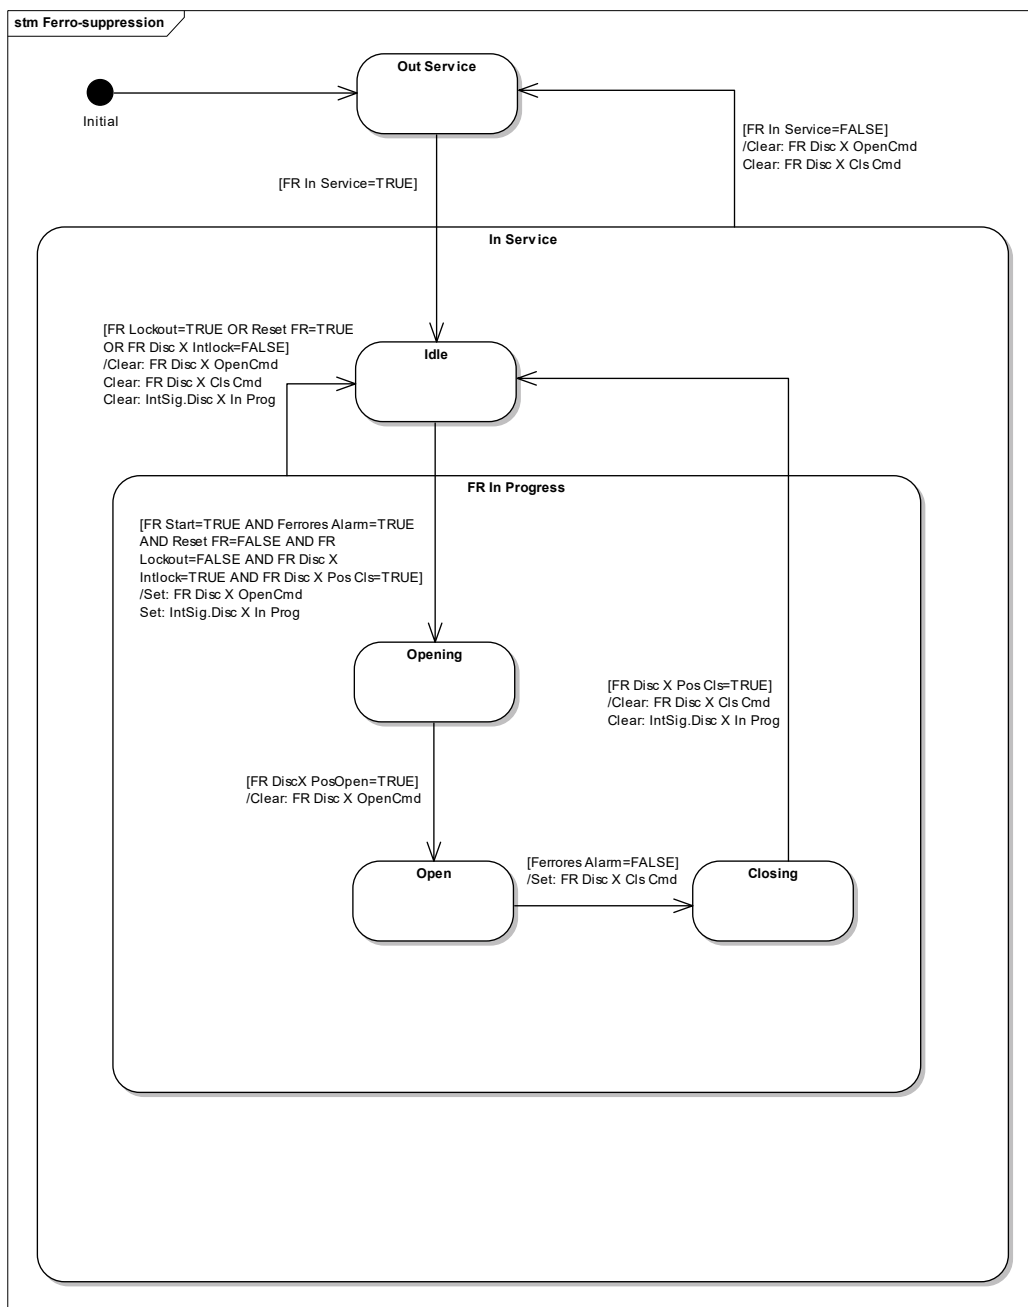 stm Ferro-suppression
Out Service
Initial
[FR In Service=FALSE]
/Clear: FR Disc X OpenCmd
Clear: FR Disc X Cls Cmd
[FR In Service=TRUE]
In Service
[FR Lockout=TRUE OR Reset FR=TRUE
OR FR Disc X Intlock=FALSE]
/Clear: FR Disc X OpenCmd
Clear: FR Disc X Cls Cmd
Clear: IntSig.Disc X In Prog
Idle
FR In Progress
[FR Start=TRUE AND Ferrores Alarm=TRUE
AND Reset FR=FALSE AND FR
Lockout=FALSE AND FR Disc X
Intlock=TRUE AND FR Disc X Pos Cls=TRUE]
/Set: FR Disc X OpenCmd
Set: IntSig.Disc X In Prog
Opening
[FR Disc X Pos Cls=TRUE]
/Clear: FR Disc X Cls Cmd
Clear: IntSig.Disc X In Prog
[FR DiscX PosOpen=TRUE]
/Clear: FR Disc X OpenCmd
Open
[Ferrores Alarm=FALSE]
/Set: FR Disc X Cls Cmd
Closing